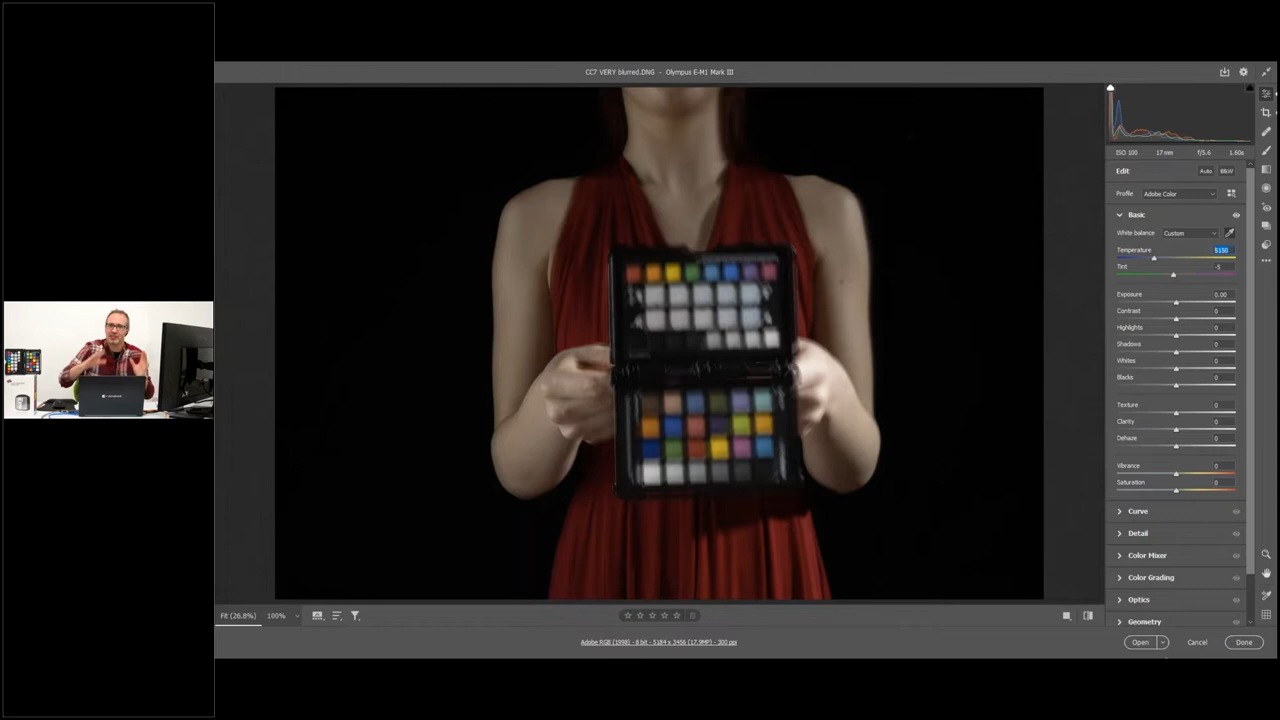 CC7 VERY blurred.DNG - Olympus E-M1 Mark III
ISO 100 17 mm f/5.6 1.60s
Edit Auto B&W
Profile Adobe Color
Basic
White balance Custom
Temperature 5150
Tint -5
Exposure 0.00
Contrast 0
Highlights 0
Shadows 0
Whites 0
Blacks 0
Texture 0
Clarity 0
Dehaze 0
Vibrance 0
Saturation 0
Curve
Detail
Color Mixer
Color Grading
Optics
Geometry
Fit (26.8%) 100%
Adobe RGB (1998) - 8 bit - 5184 x 3456 (17.9MP) - 300 ppi
Open Cancel Done